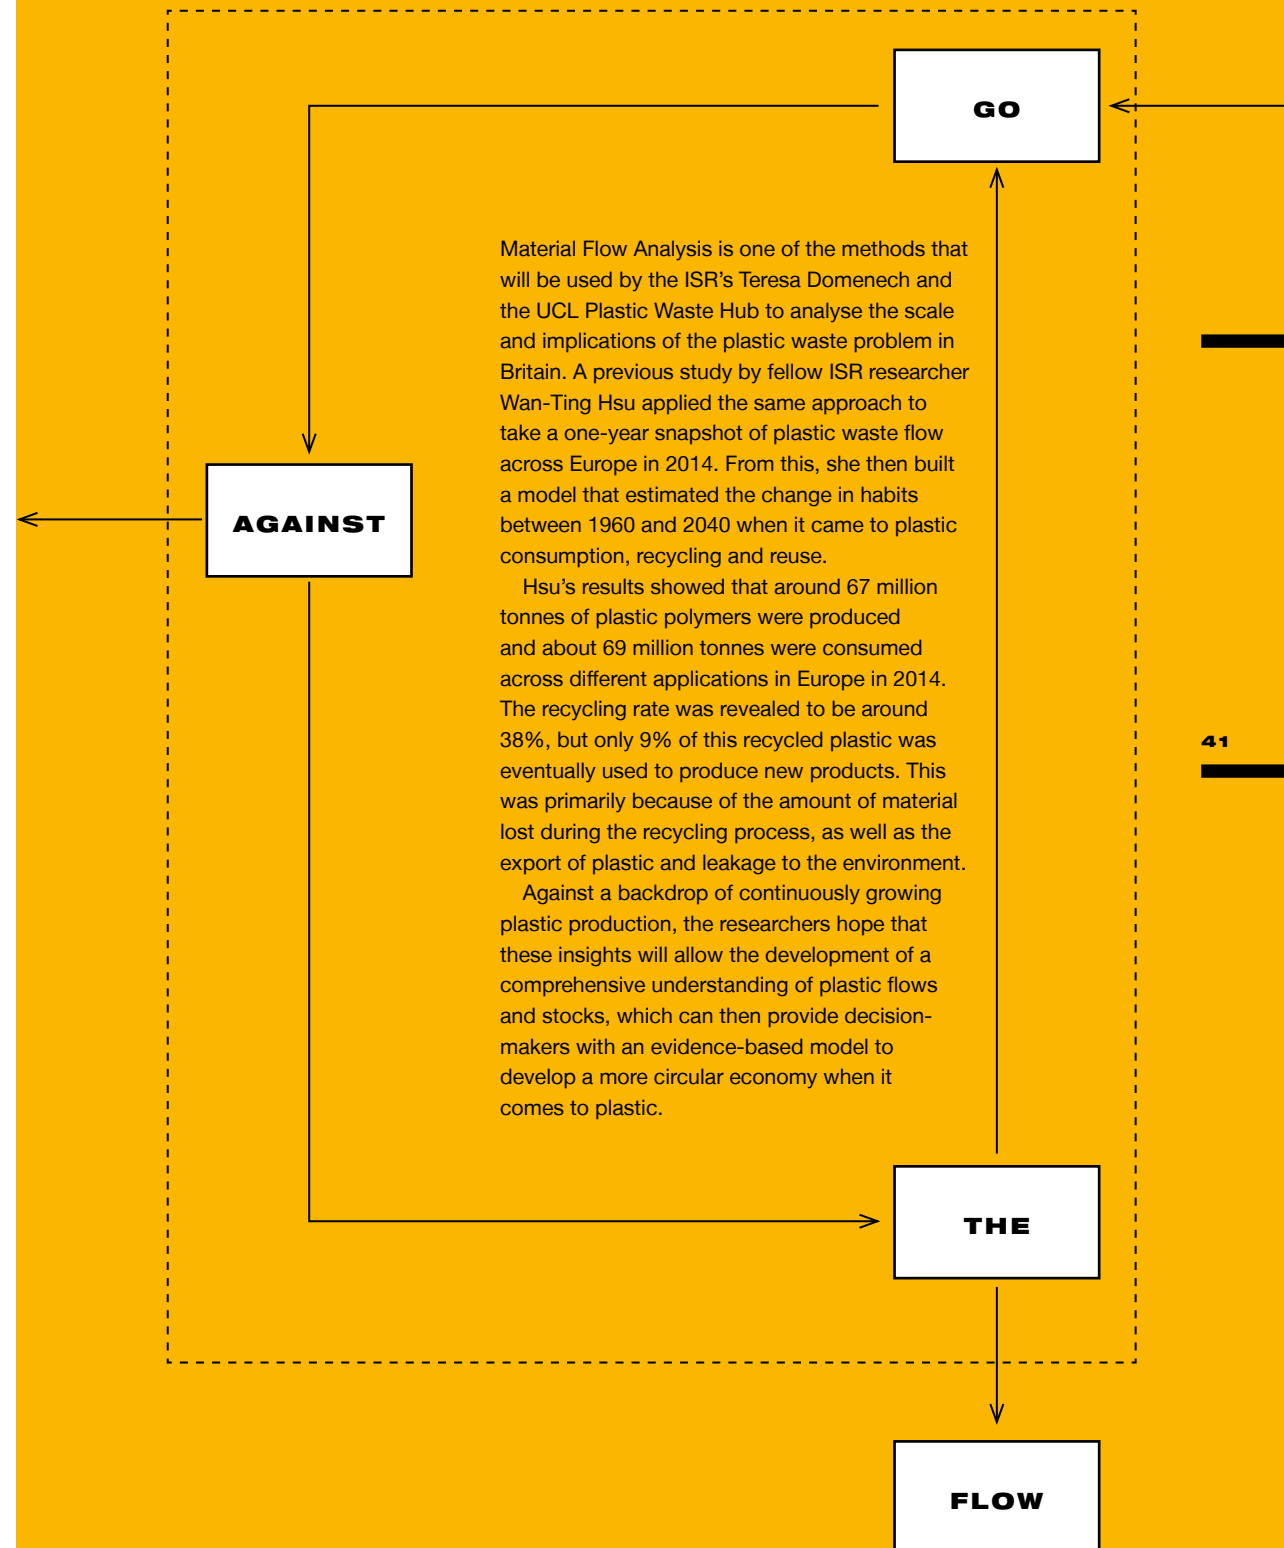 GO
AGAINST
THE
FLOW
Material Flow Analysis is one of the methods that
will be used by the ISR’s Teresa Domenech and
the UCL Plastic Waste Hub to analyse the scale
and implications of the plastic waste problem in
Britain. A previous study by fellow ISR researcher
Wan-Ting Hsu applied the same approach to
take a one-year snapshot of plastic waste flow
across Europe in 2014. From this, she then built
a model that estimated the change in habits
between 1960 and 2040 when it came to plastic
consumption, recycling and reuse.
Hsu’s results showed that around 67 million
tonnes of plastic polymers were produced
and about 69 million tonnes were consumed
across different applications in Europe in 2014.
The recycling rate was revealed to be around
38%, but only 9% of this recycled plastic was
eventually used to produce new products. This
was primarily because of the amount of material
lost during the recycling process, as well as the
export of plastic and leakage to the environment.
Against a backdrop of continuously growing
plastic production, the researchers hope that
these insights will allow the development of a
comprehensive understanding of plastic flows
and stocks, which can then provide decision-
makers with an evidence-based model to
develop a more circular economy when it
comes to plastic.
41